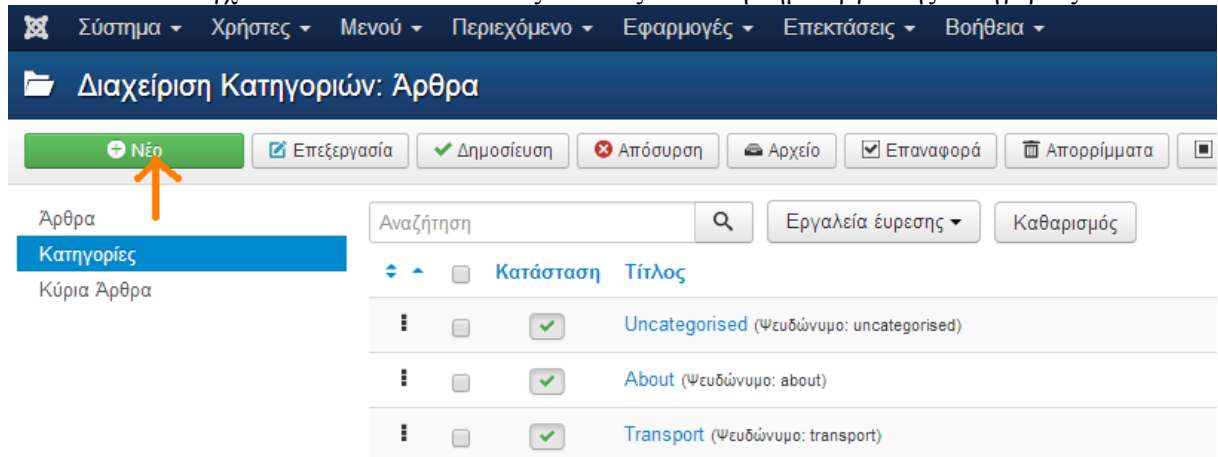 Σύστημα Χρήστες Μενού Περιεχόμενο Εφαρμογές Επεκτάσεις Βοήθεια
Διαχείριση Κατηγοριών: Άρθρα
Νέο Επεξεργασία Δημοσίευση Απόσυρση Αρχείο Επαναφορά Απορρίμματα
Άρθρα
Κατηγορίες
Κύρια Άρθρα
Αναζήτηση Εργαλεία έυρεσης Καθαρισμός
Κατάσταση Τίτλος
Uncategorised (Ψευδώνυμο: uncategorised)
About (Ψευδώνυμο: about)
Transport (Ψευδώνυμο: transport)